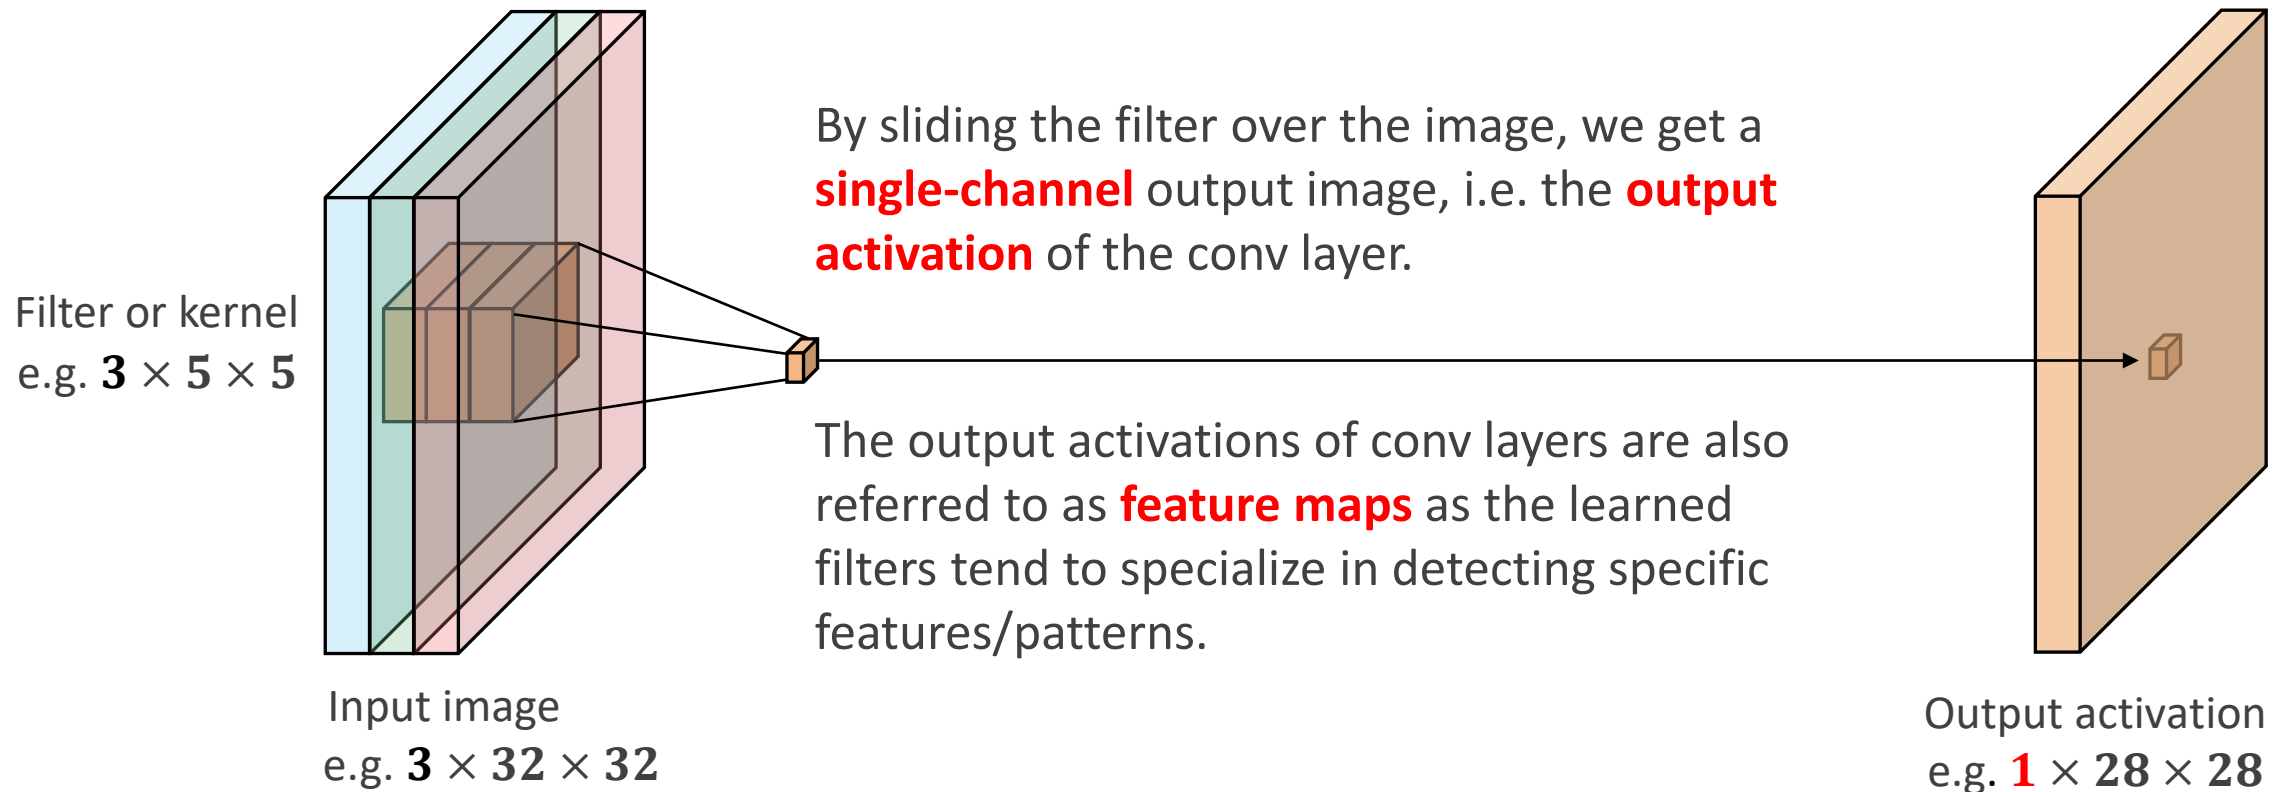 By sliding the filter over the image, we get a
single-channel output image, i.e. the output
activation of the conv layer.
Filter or kernel
e.g. 3 × 5 × 5
The output activations of conv layers are also
referred to as feature maps as the learned
filters tend to specialize in detecting specific
features/patterns.
Input image
e.g. 3 × 32 × 32
Output activation
e.g. 1 × 28 × 28